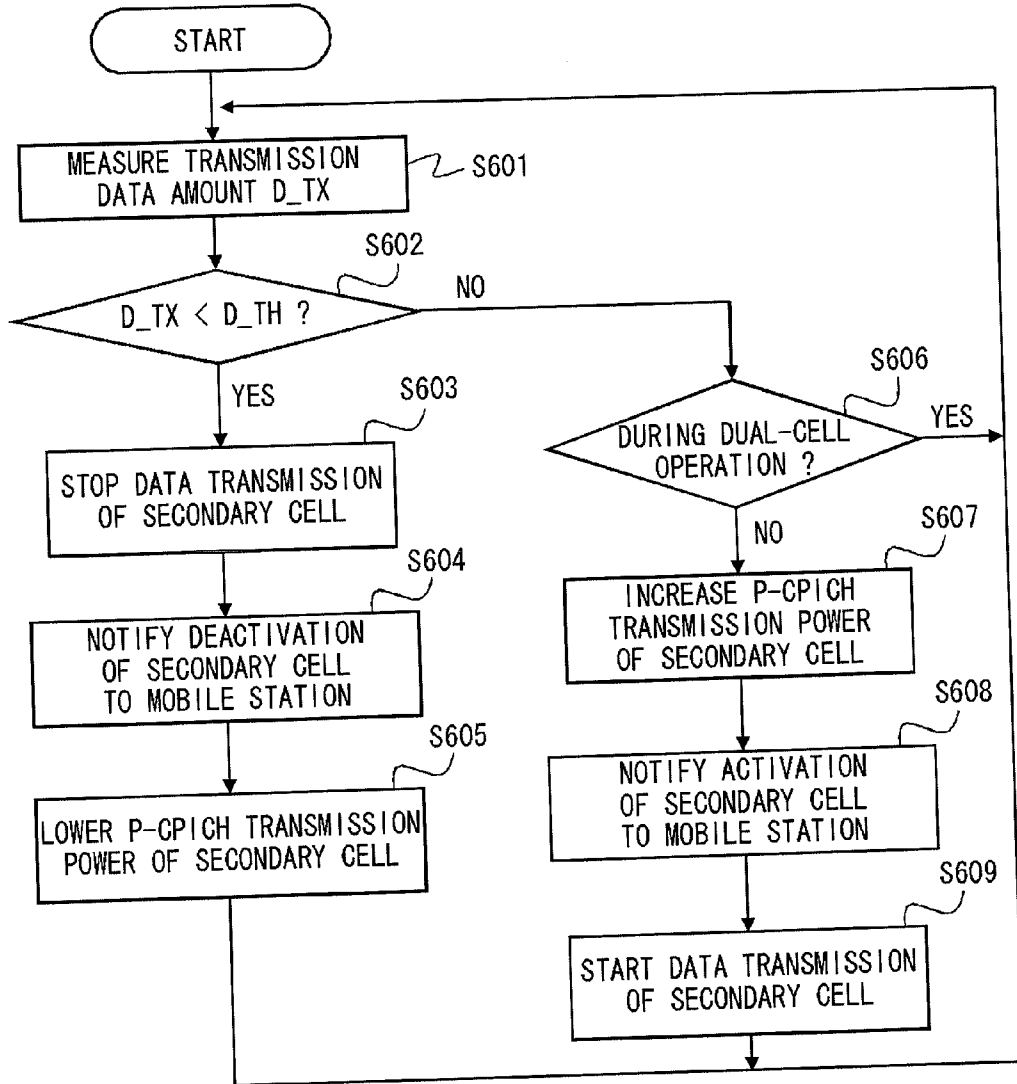 START
MEASURE TRANSMISSION
DATA AMOUNT D_TX
S601
S602
D_TX < D_TH ?
NO
YES
S603
STOP DATA TRANSMISSION
OF SECONDARY CELL
S604
NOTIFY DEACTIVATION
OF SECONDARY CELL
TO MOBILE STATION
S605
LOWER P-CPICH TRANSMISSION
POWER OF SECONDARY CELL
S606
DURING DUAL-CELL
OPERATION ?
YES
NO
S607
INCREASE P-CPICH
TRANSMISSION POWER
OF SECONDARY CELL
S608
NOTIFY ACTIVATION
OF SECONDARY CELL
TO MOBILE STATION
S609
START DATA TRANSMISSION
OF SECONDARY CELL